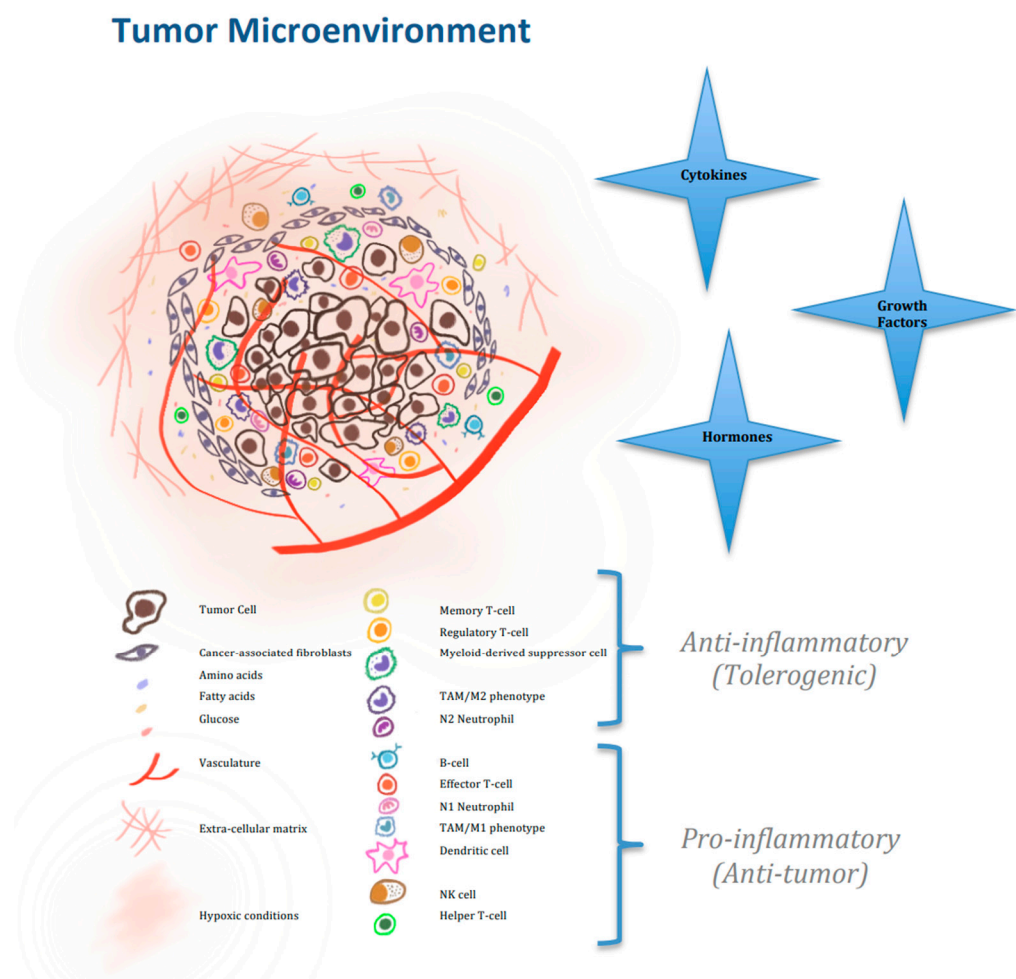 Tumor Microenvironment
Cytokines
Growth
Factors
Hormones
Tumor Cell
Cancer-associated fibroblasts
Amino acids
Fatty acids
Glucose
Vasculature
Extra-cellular matrix
Hypoxic conditions
Memory T-cell
Regulatory T-cell
Myeloid-derived suppressor cell
TAM/M2 phenotype
N2 Neutrophil
B-cell
Effector T-cell
N1 Neutrophil
TAM/M1 phenotype
Dendritic cell
NK cell
Helper T-cell
Anti-inflammatory
(Tolerogenic)
Pro-inflammatory
(Anti-tumor)